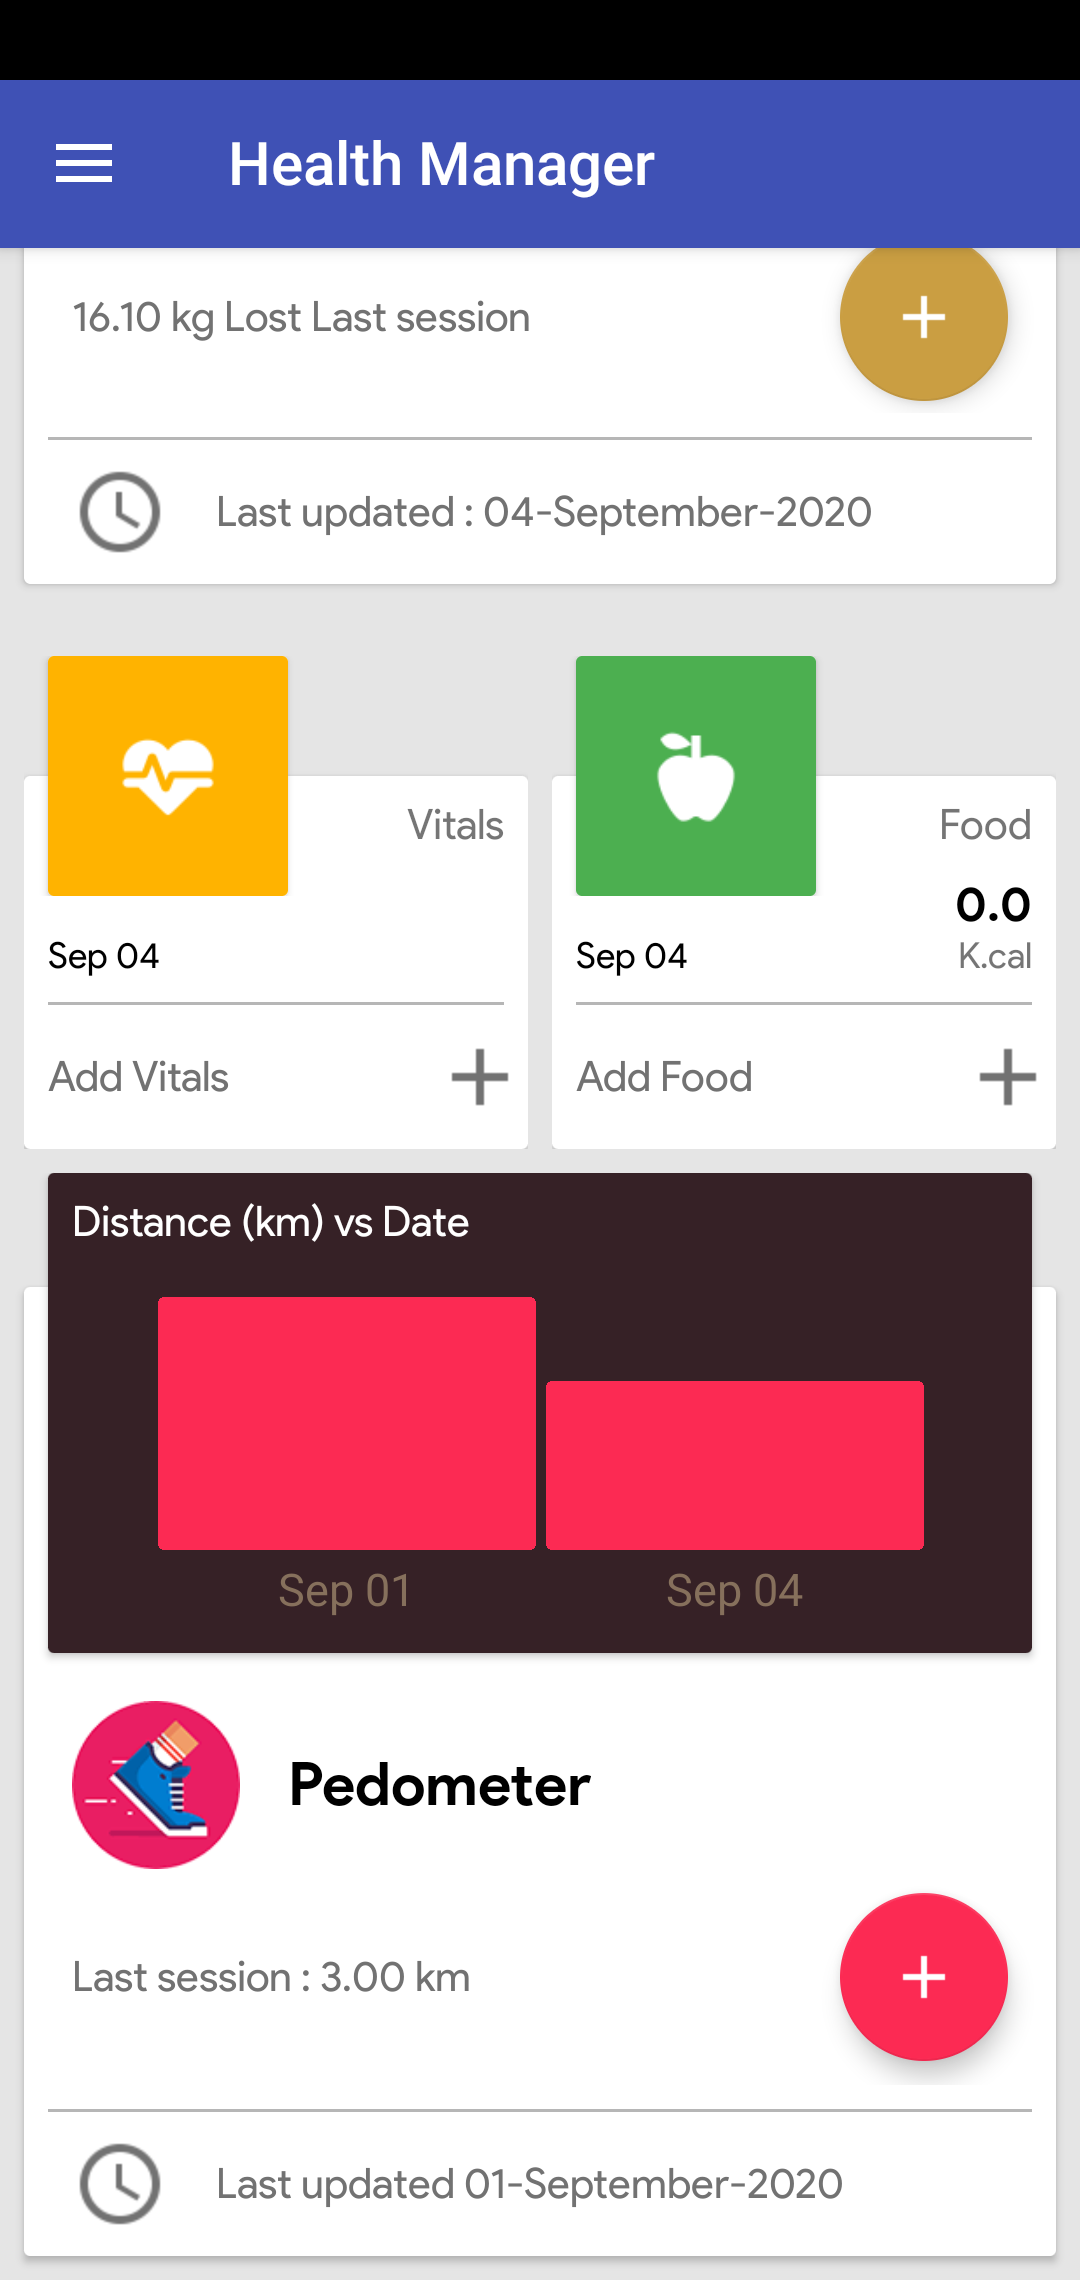 Health Manager
16.10 kg Lost Last session
Last updated : 04-September-2020
Vitals
Sep 04
Add Vitals
Food
0.0
Sep 04
K.cal
Add Food
Distance (km) vs Date
Sep 01
Sep 04
Pedometer
Last session : 3.00 km
Last updated 01-September-2020